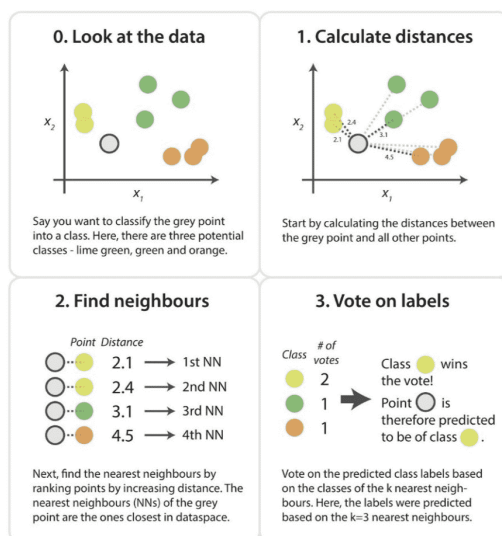 0. Look at the data
x2
x1
Say you want to classify the grey point
into a class. Here, there are three potential
classes - lime green, green and orange.
1. Calculate distances
x2
2.4
2.1
3.1
4.5
x1
Start by calculating the distances between
the grey point and all other points.
2. Find neighbours
Point Distance
2.1 1st NN
2.4 2nd NN
3.1 3rd NN
4.5 4th NN
Next, find the nearest neighbours by
ranking points by increasing distance. The
nearest neighbours (NNs) of the grey
point are the ones closest in dataspace.
3. Vote on labels
Class # of
votes
2
1
1
Class wins
the vote!
Point is
therefore predicted
to be of class .
Vote on the predicted class labels based
on the classes of the k nearest neigh-
bours. Here, the labels were predicted
based on the k=3 nearest neighbours.